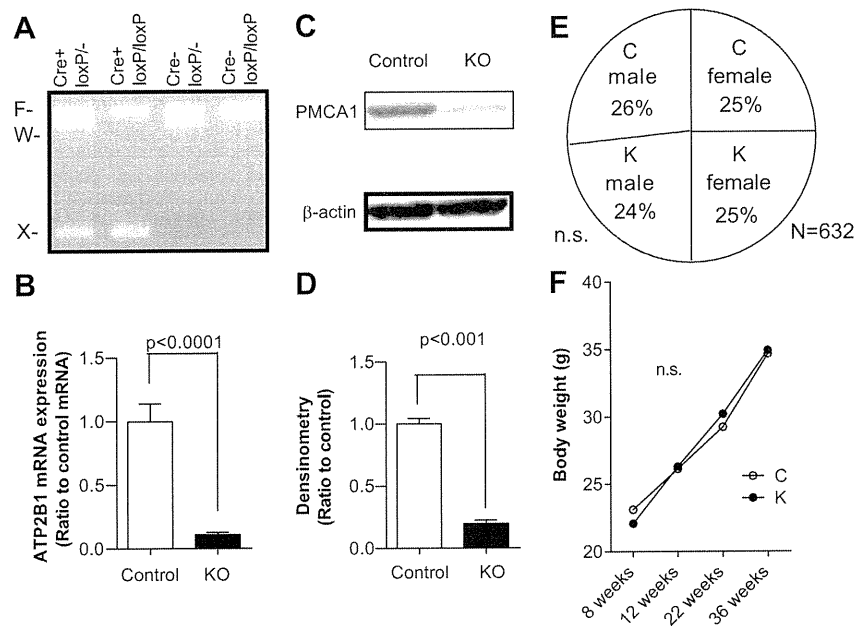 A
Cre+
loxP/-
Cre+
loxP/loxP
Cre-
loxP/-
Cre-
loxP/loxP
F-
W-
X-
B
p<0.0001
ATP2B1 mRNA expression
(Ratio to control mRNA)
1.5
1.0
0.5
0.0
Control
KO
C
Control
KO
PMCA1
β-actin
D
p<0.001
Densinometry
(Ratio to control)
1.5
1.0
0.5
0.0
Control
KO
E
C
male
26%
C
female
25%
K
male
24%
K
female
25%
n.s.
N=632
F
Body weight (g)
40
35
30
25
20
n.s.
C
K
8 weeks
12 weeks
22 weeks
36 weeks